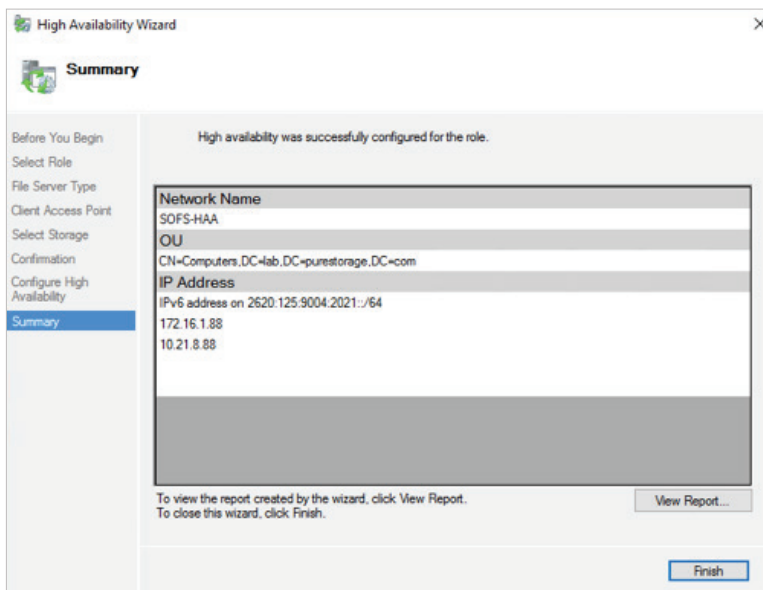 High Availability Wizard
Summary
Before You Begin
Select Role
File Server Type
Client Access Point
Select Storage
Confirmation
Configure High
Availability
Summary
High availability was successfully configured for the role.
Network Name
SOFS-HAA
OU
CN=Computers,DC=lab,DC=purestorage,DC=com
IP Address
IPv6 address on 2620:125:9004:2021::/64
172.16.1.88
10.21.8.88
To view the report created by the wizard, click View Report.
To close this wizard, click Finish.
View Report...
Finish